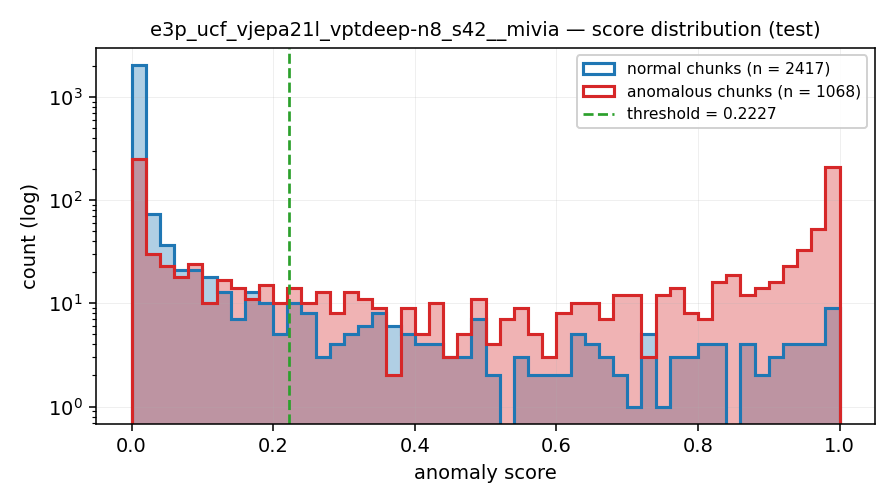 e3p_ucf_vjepa21l_vptdeep-n8_s42__mivia — score distribution (test)
normal chunks (n = 2417)
anomalous chunks (n = 1068)
threshold = 0.2227
count (log)
10³
10²
10¹
10⁰
0.0 0.2 0.4 0.6 0.8 1.0
anomaly score